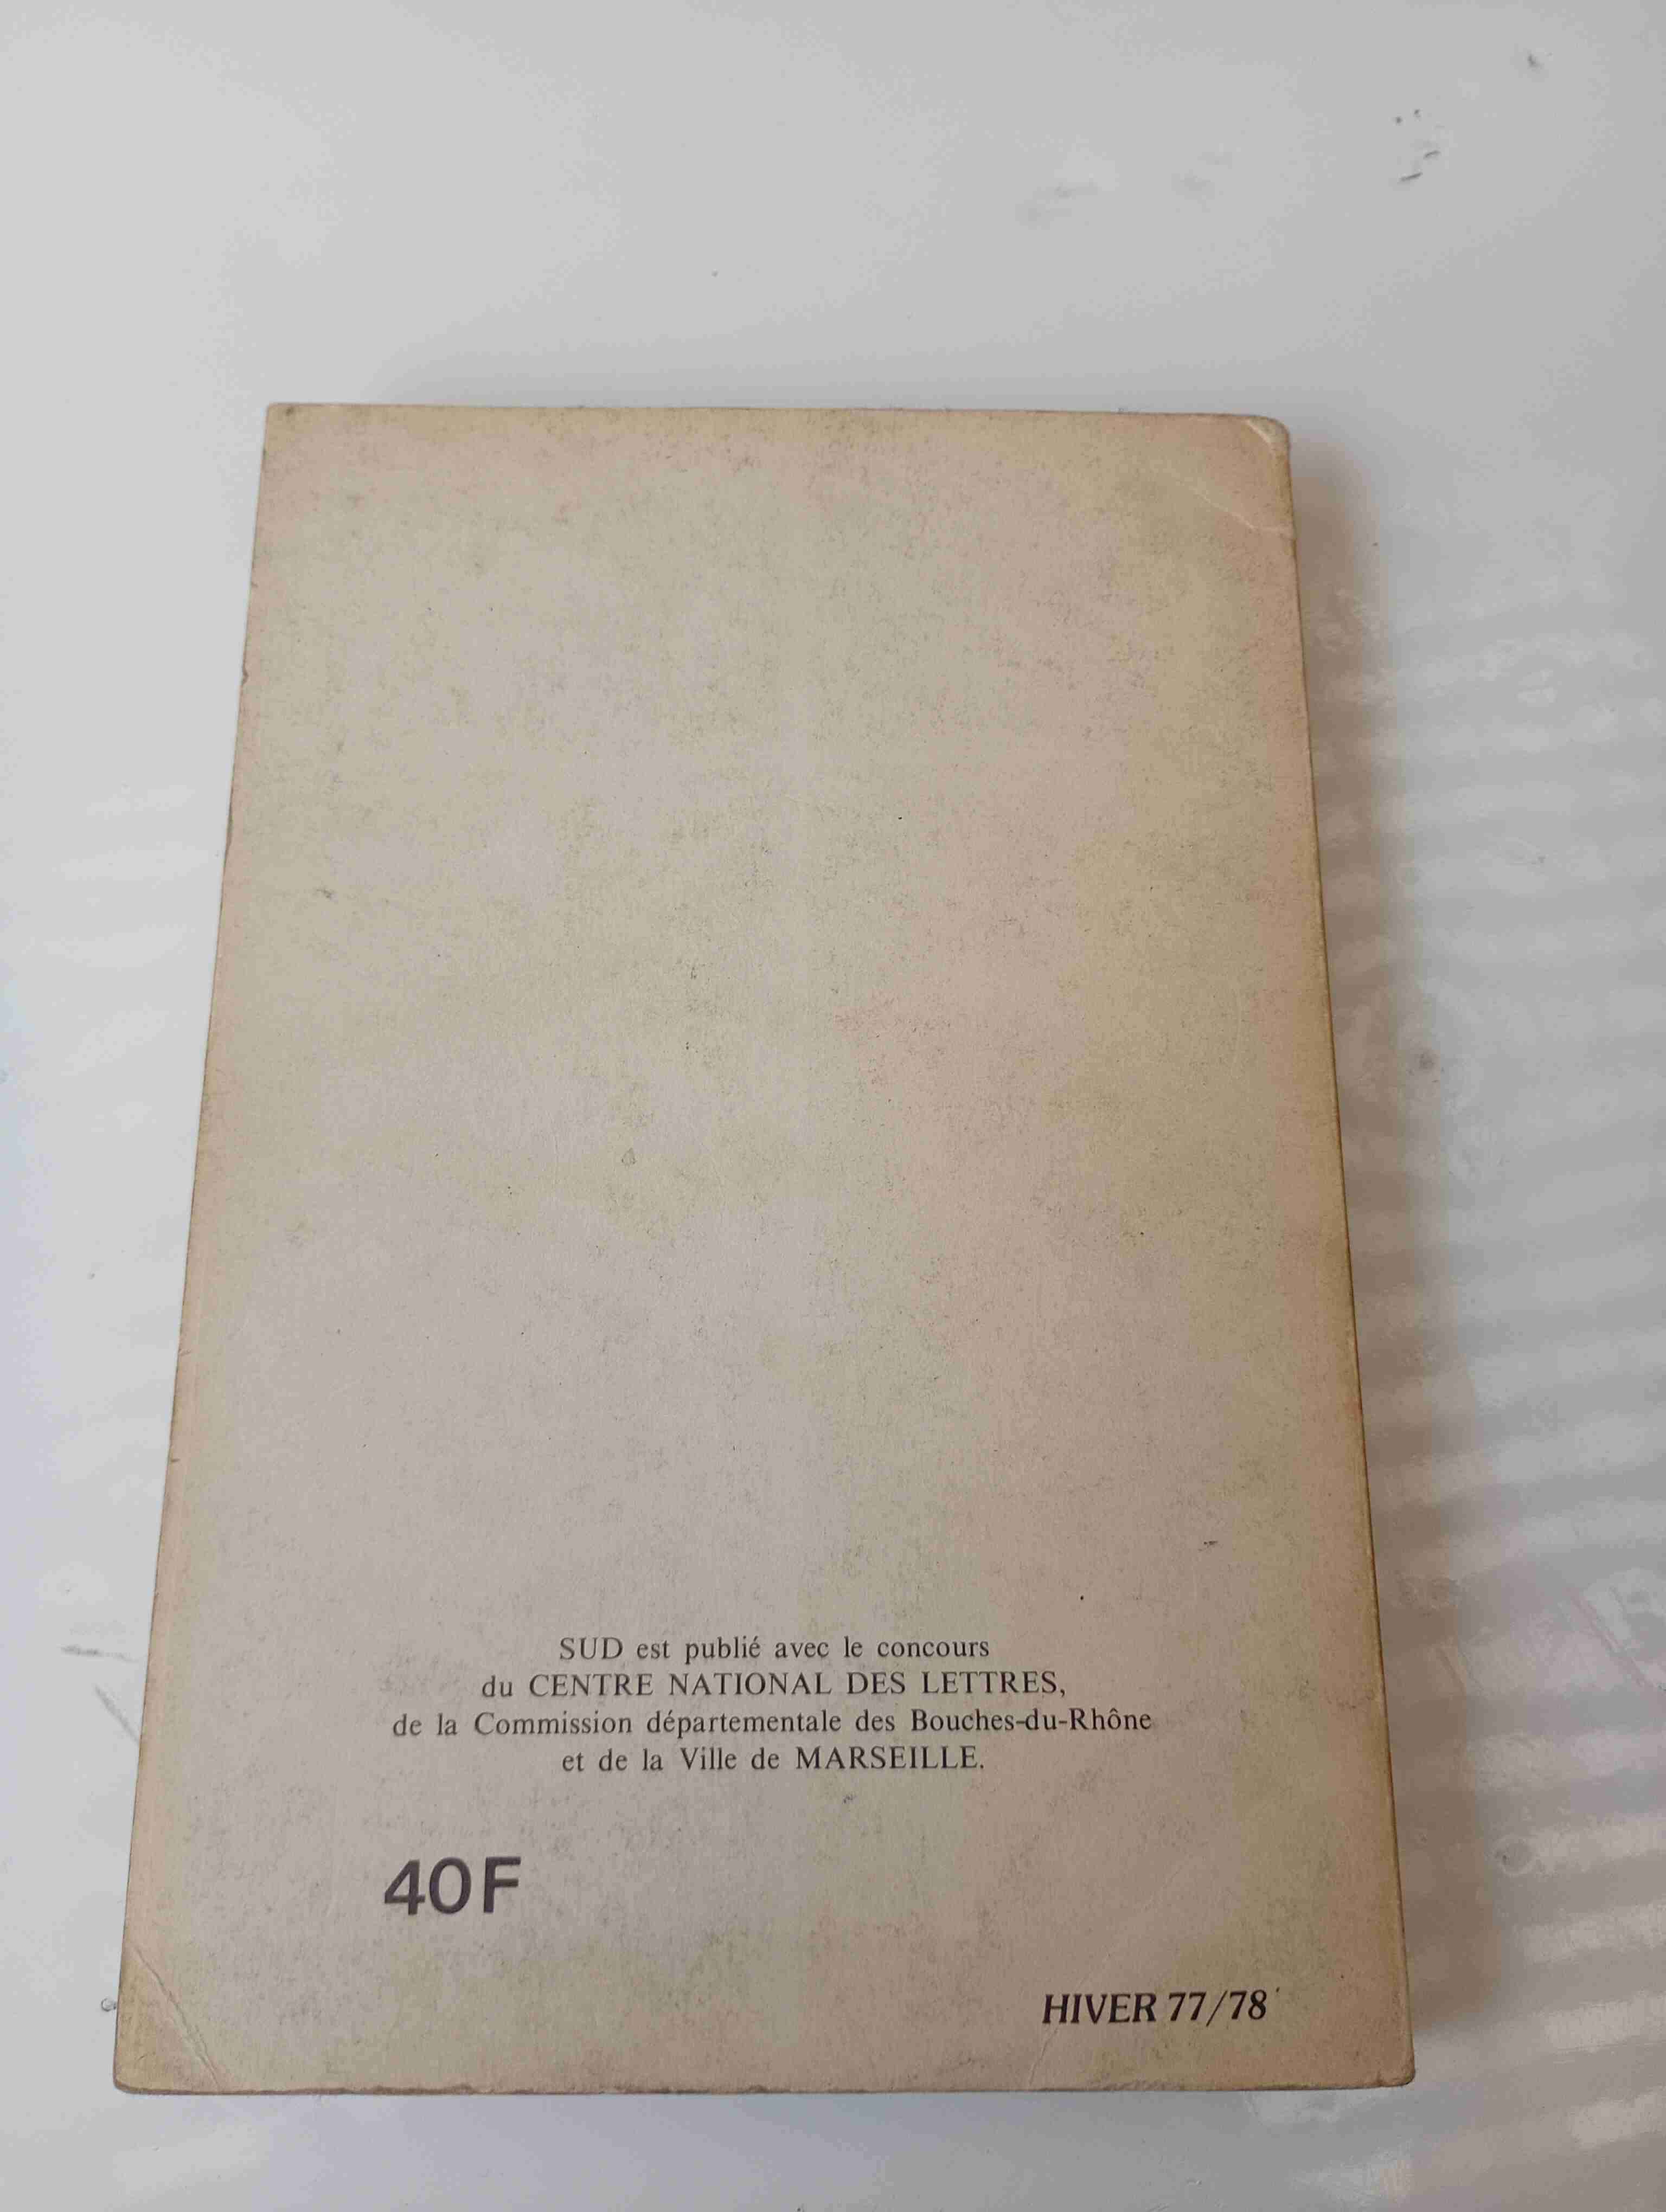 SUD est publié avec le concours
du CENTRE NATIONAL DES LETTRES,
de la Commission départementale des Bouches-du-Rhône
et de la Ville de MARSEILLE.
40F
HIVER 77/78